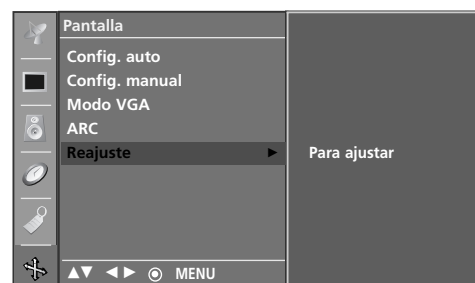 Pantalla
Config. auto
Config. manual
Modo VGA
ARC
Reajuste
Para ajustar
MENU